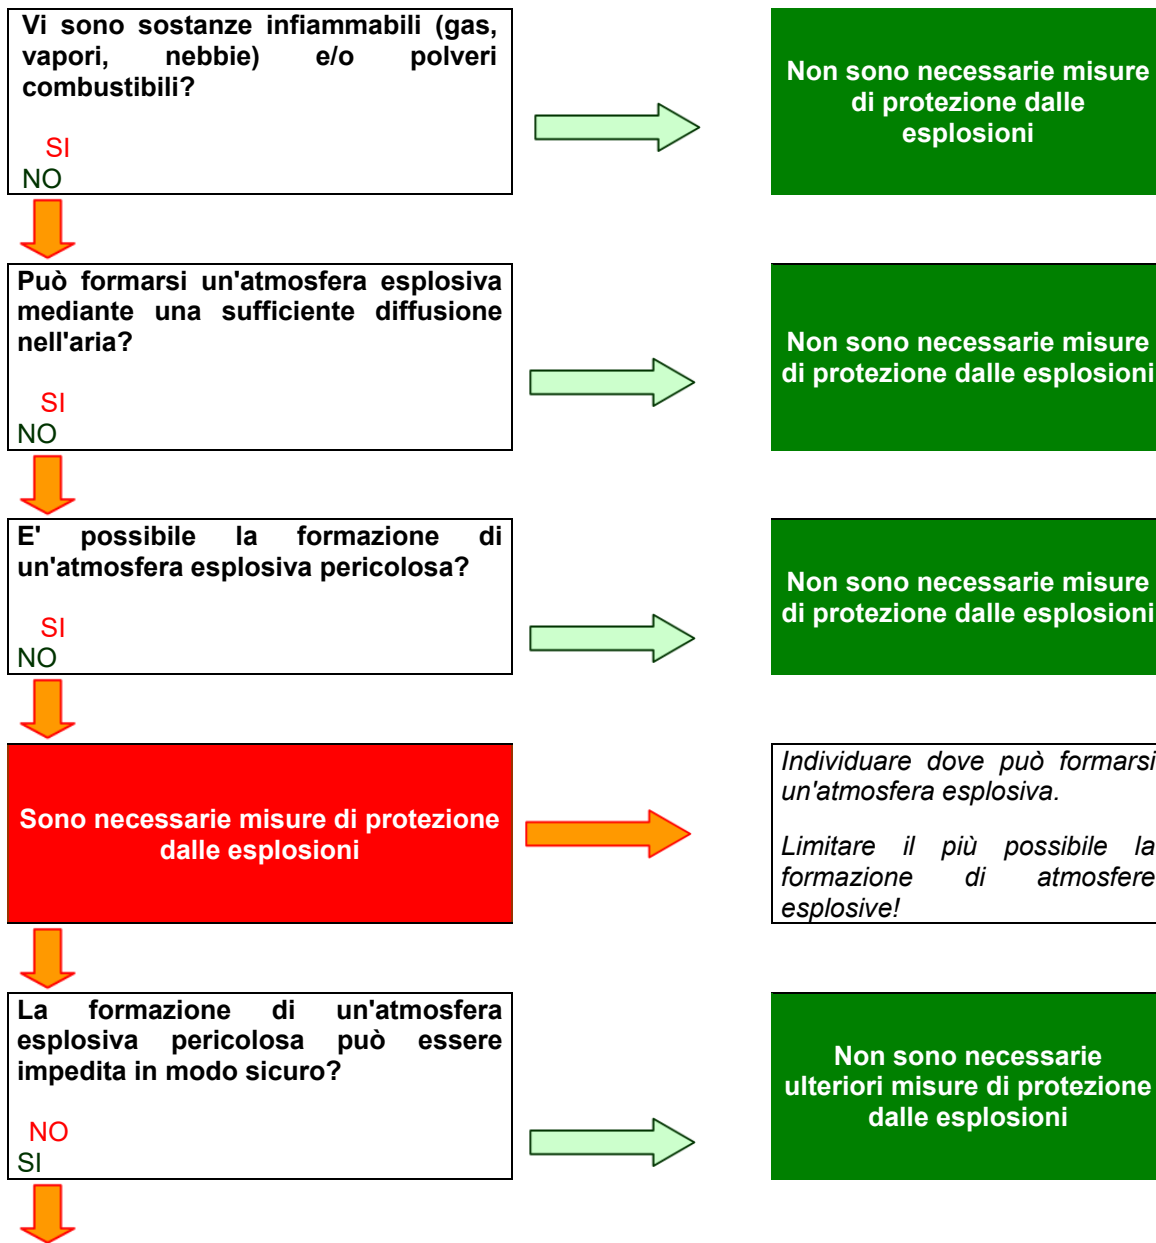 Vi sono sostanze infiammabili (gas,
vapori, nebbie) e/o polveri
combustibili?
SI
NO
Non sono necessarie misure
di protezione dalle
esplosioni
Può formarsi un'atmosfera esplosiva
mediante una sufficiente diffusione
nell'aria?
SI
NO
Non sono necessarie misure
di protezione dalle esplosioni
E' possibile la formazione di
un'atmosfera esplosiva pericolosa?
SI
NO
Non sono necessarie misure
di protezione dalle esplosioni
Sono necessarie misure di protezione
dalle esplosioni
Individuare dove può formarsi
un'atmosfera esplosiva.
Limitare il più possibile la
formazione di atmosfere
esplosive!
La formazione di un'atmosfera
esplosiva pericolosa può essere
impedita in modo sicuro?
NO
SI
Non sono necessarie
ulteriori misure di protezione
dalle esplosioni